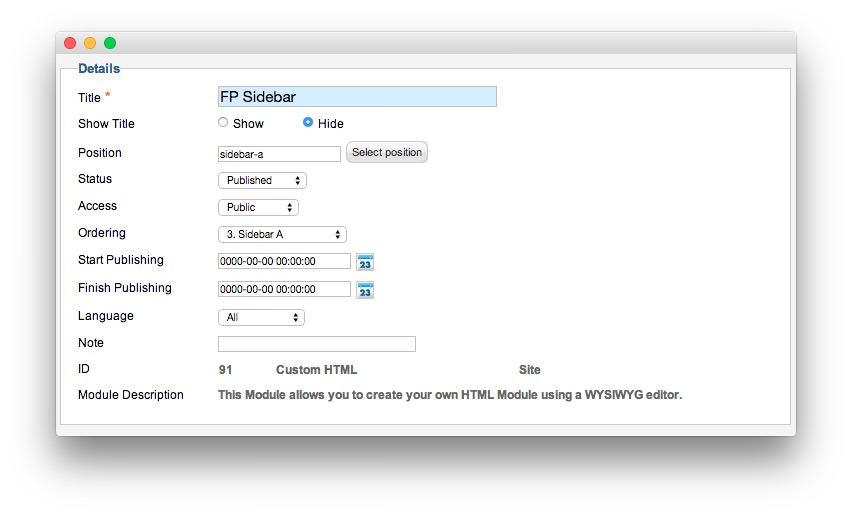 Details
Title * FP Sidebar
Show Title Show Hide
Position sidebar-a Select position
Status Published
Access Public
Ordering 3. Sidebar A
Start Publishing 0000-00-00 00:00:00 23
Finish Publishing 0000-00-00 00:00:00 23
Language All
Note
ID 91 Custom HTML Site
Module Description This Module allows you to create your own HTML Module using a WYSIWYG editor.